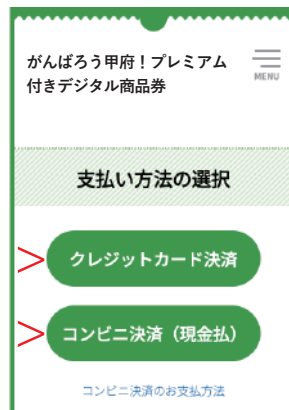 がんばろう甲府！プレミアム
付きデジタル商品券
MENU
支払い方法の選択
クレジットカード決済
コンビニ決済（現金払）
コンビニ決済のお支払方法